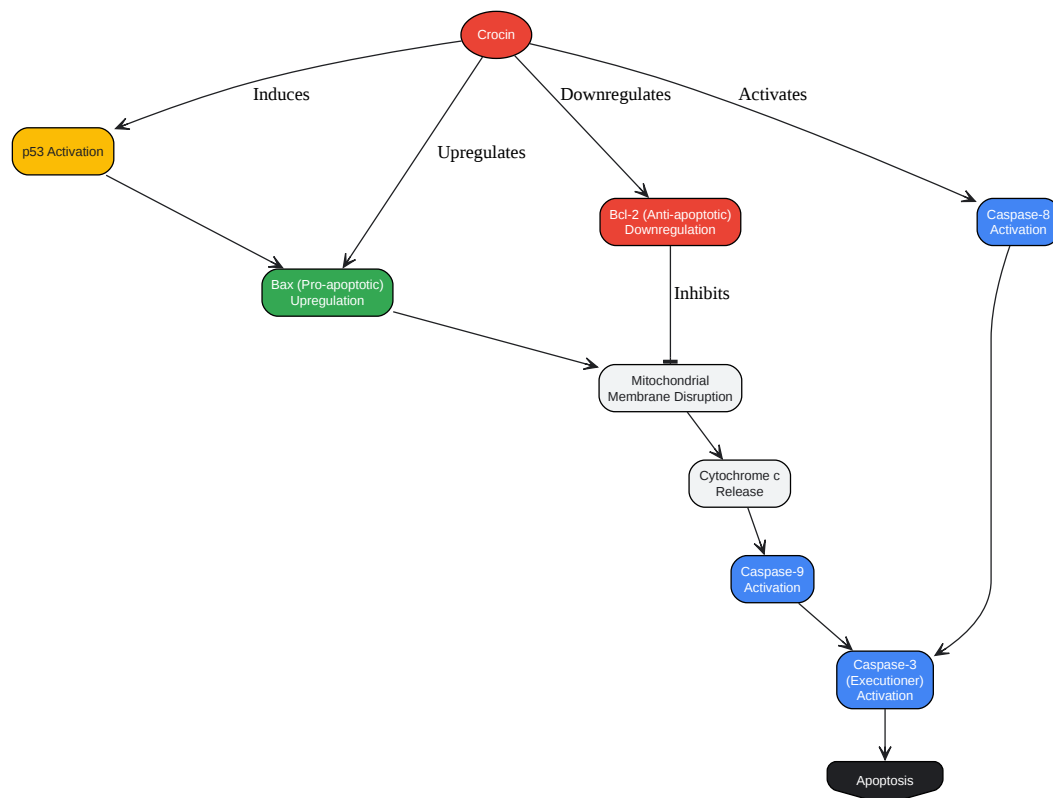 Crocin
Induces
Downregulates
Activates
p53 Activation
Upregulates
Bcl-2 (Anti-apoptotic)
Downregulation
Caspase-8
Activation
Bax (Pro-apoptotic)
Upregulation
Inhibits
Mitochondrial
Membrane Disruption
Cytochrome c
Release
Caspase-9
Activation
Caspase-3
(Executioner)
Activation
Apoptosis